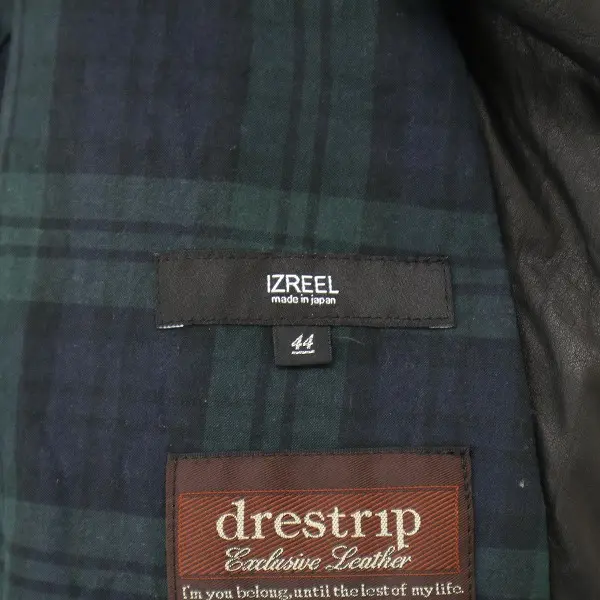 IZREEL
made in japan
44
drestrip
Exclusive Leather
I'm you belong, until the lest of my life.